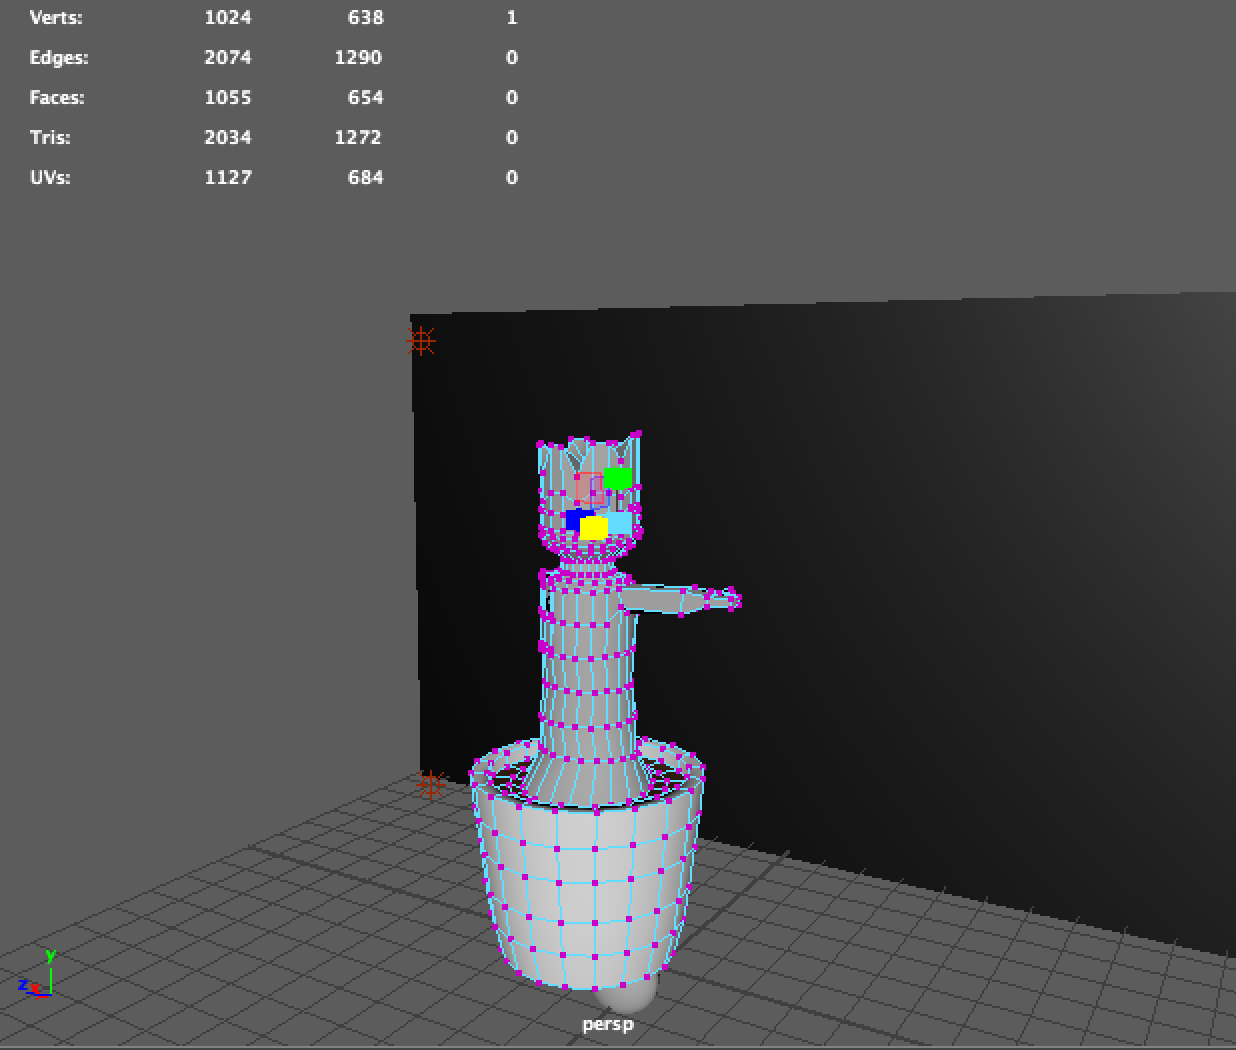 Verts: 1024 638 1
Edges: 2074 1290 0
Faces: 1055 654 0
Tris: 2034 1272 0
UVs: 1127 684 0
y
z x
persp